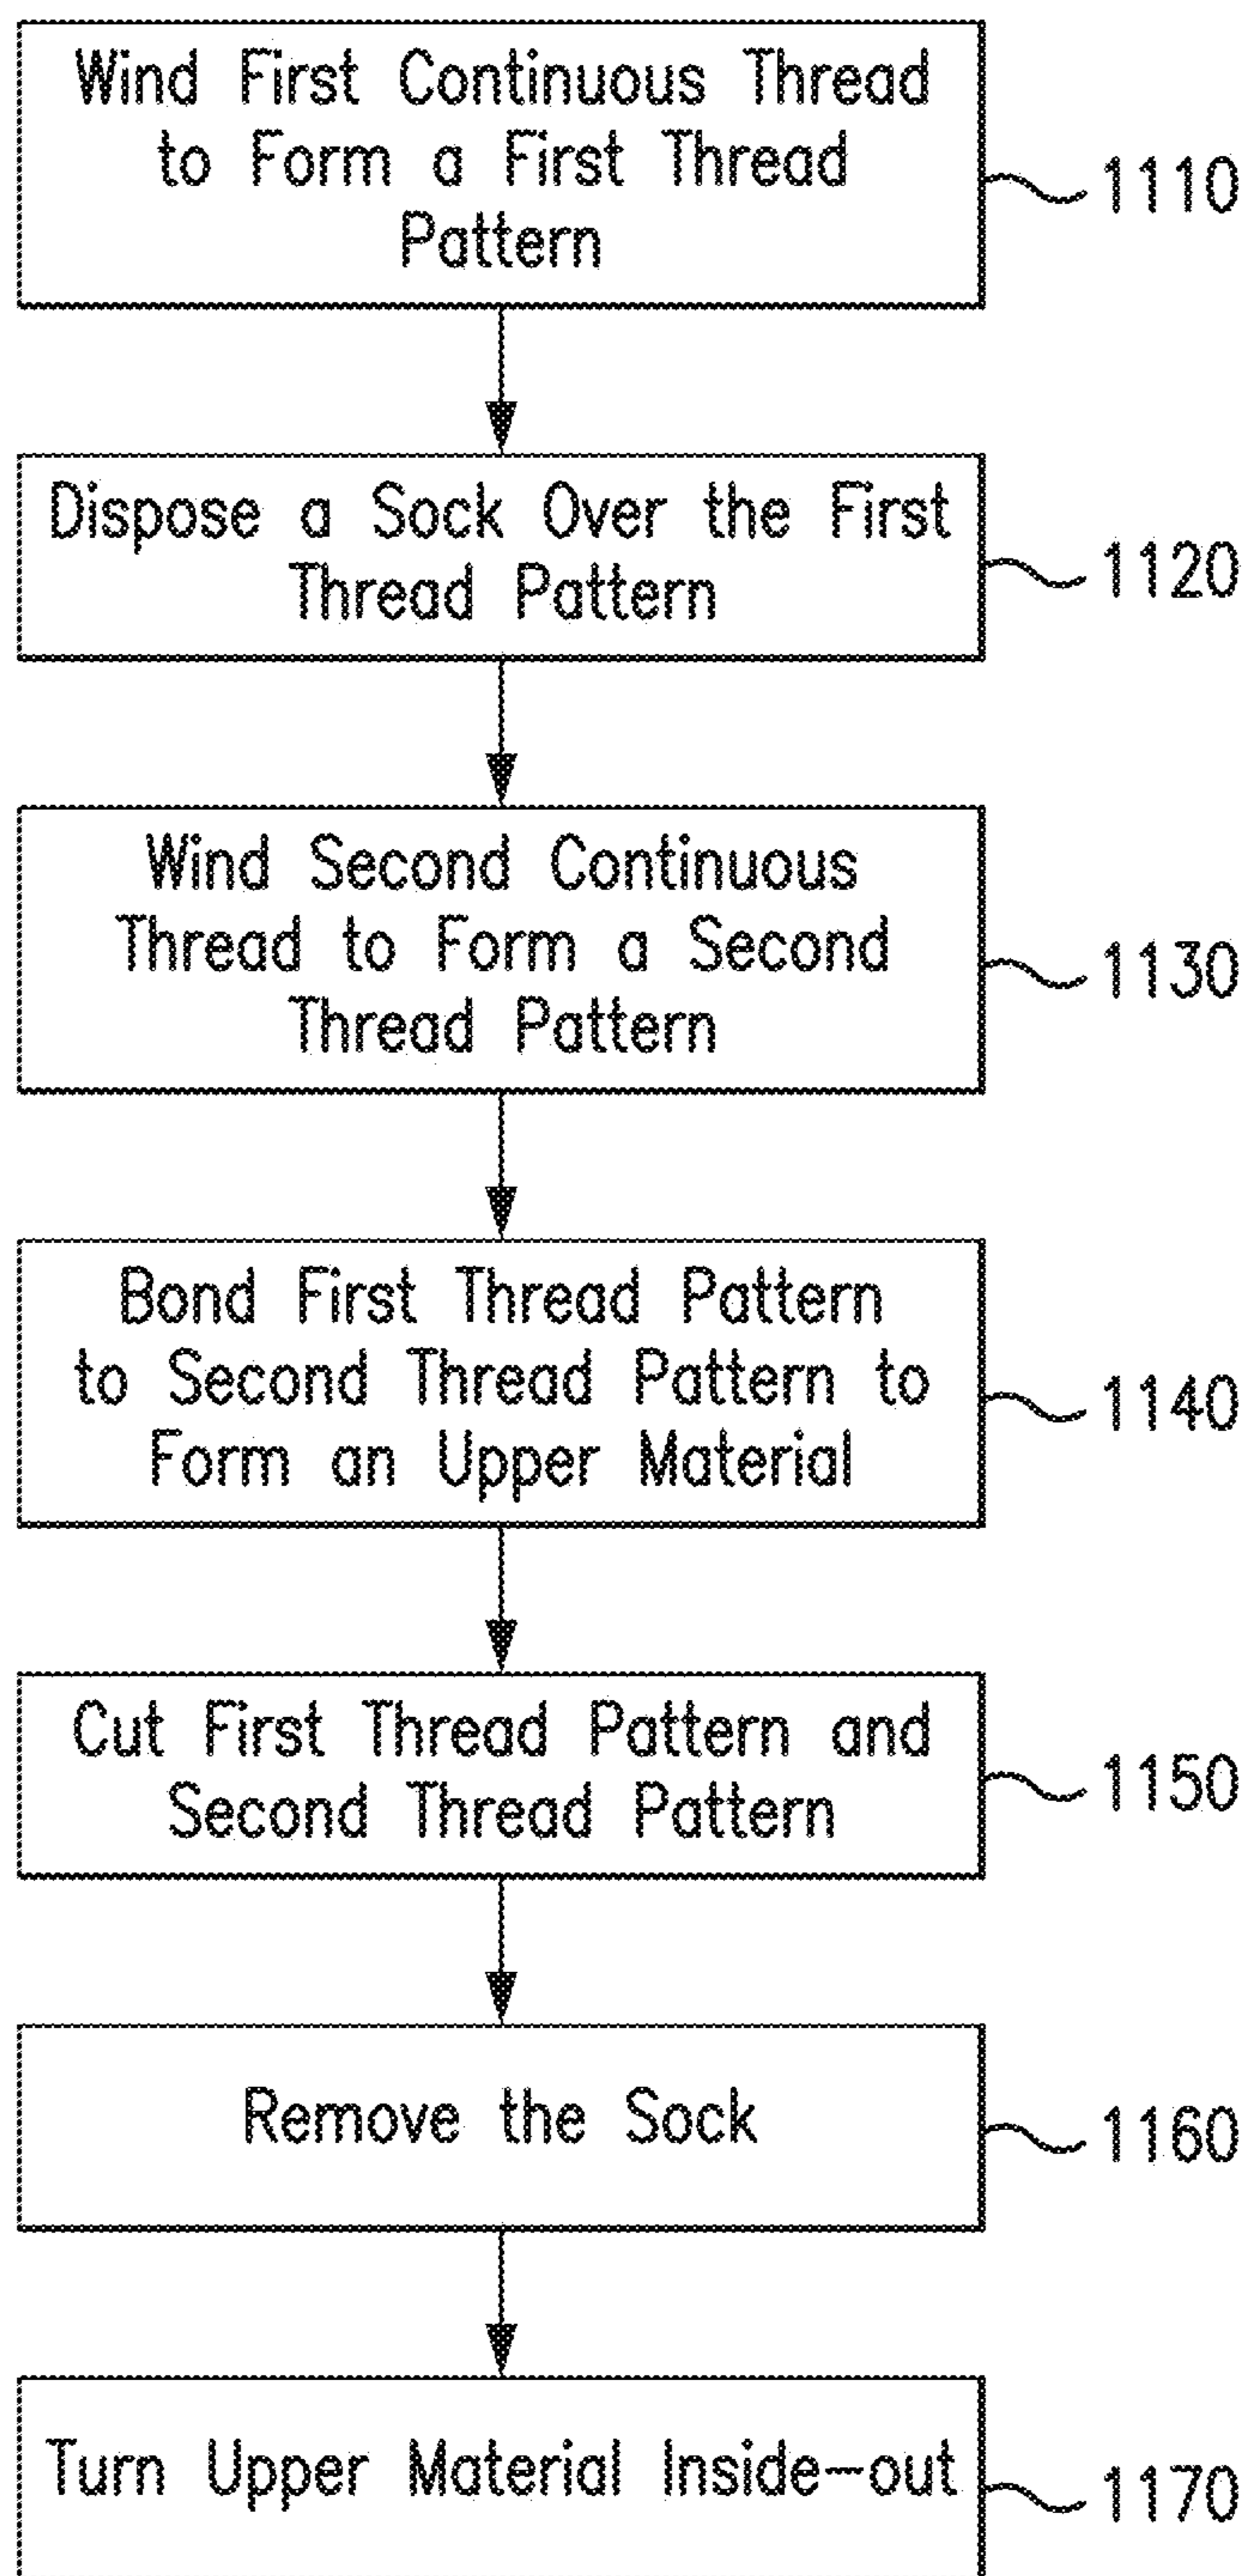 Wind First Continuous Thread
to Form a First Thread
Pattern
1110
Dispose a Sock Over the First
Thread Pattern
1120
Wind Second Continuous
Thread to Form a Second
Thread Pattern
1130
Bond First Thread Pattern
to Second Thread Pattern to
Form an Upper Material
1140
Cut First Thread Pattern and
Second Thread Pattern
1150
Remove the Sock
1160
Turn Upper Material Inside-out
1170